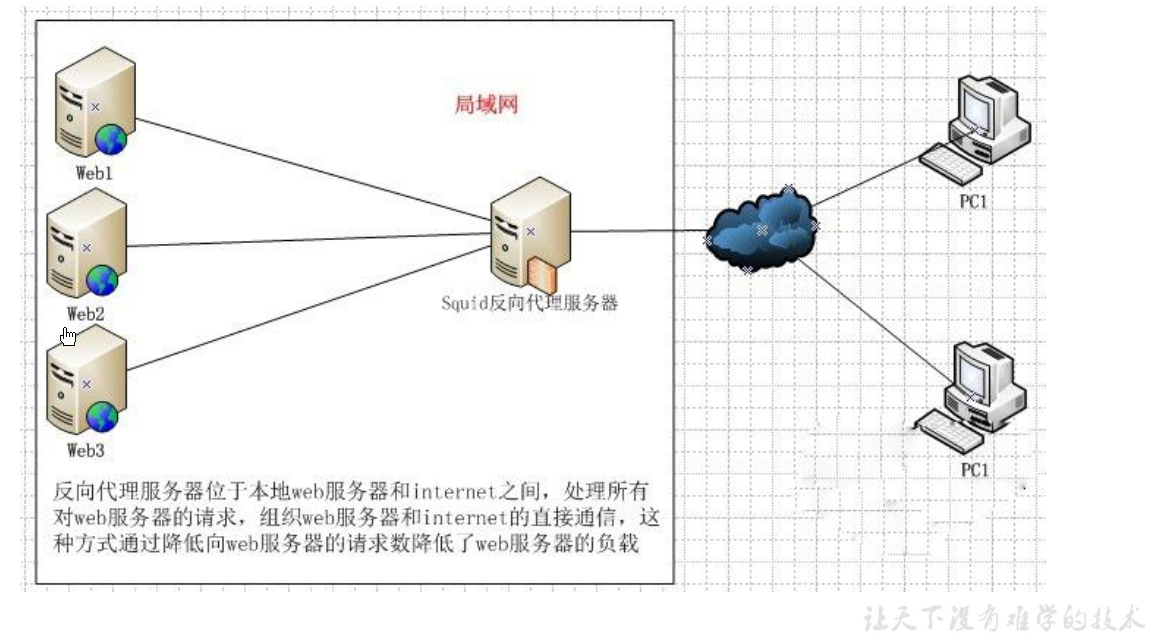 局域网
Web1
PC1
Web2
Squid反向代理服务器
Web3
PC1
反向代理服务器位于本地web服务器和internet之间，处理所有
对web服务器的请求，组织web服务器和internet的直接通信，这
种方式通过降低向web服务器的请求数降低了web服务器的负载
让天下没有难学的技术